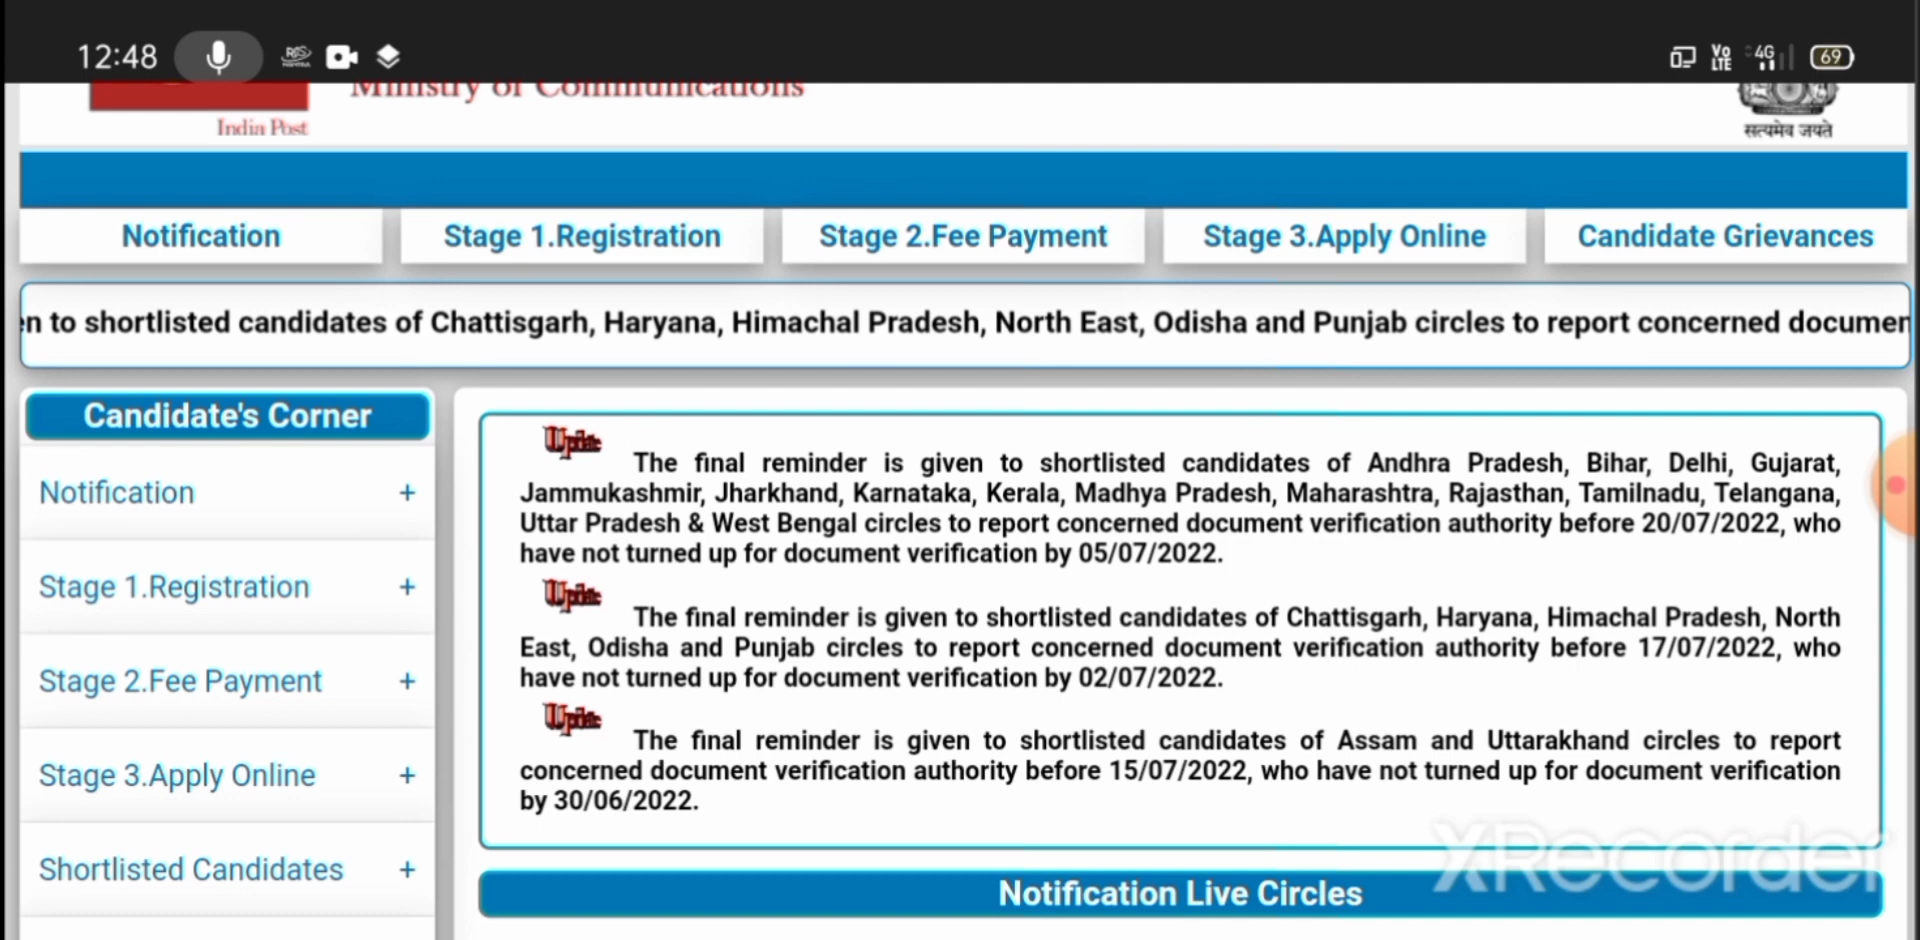 12:48
Vo LTE 4G 69
Ministry of Communications
India Post
सत्यमेव जयते
Notification Stage 1.Registration Stage 2.Fee Payment Stage 3.Apply Online Candidate Grievances
to shortlisted candidates of Chattisgarh, Haryana, Himachal Pradesh, North East, Odisha and Punjab circles to report concerned
Candidate's Corner
Notification +
Stage 1.Registration +
Stage 2.Fee Payment +
Stage 3.Apply Online +
Shortlisted Candidates +
Update
The final reminder is given to shortlisted candidates of Andhra Pradesh, Bihar, Delhi, Gujarat,
Jammukashmir, Jharkhand, Karnataka, Kerala, Madhya Pradesh, Maharashtra, Rajasthan, Tamilnadu, Telangana,
Uttar Pradesh & West Bengal circles to report concerned document verification authority before 20/07/2022, who
have not turned up for document verification by 05/07/2022.
Update
The final reminder is given to shortlisted candidates of Chattisgarh, Haryana, Himachal Pradesh, North
East, Odisha and Punjab circles to report concerned document verification authority before 17/07/2022, who
have not turned up for document verification by 02/07/2022.
Update
The final reminder is given to shortlisted candidates of Assam and Uttarakhand circles to report
concerned document verification authority before 15/07/2022, who have not turned up for document verification
by 30/06/2022.
Notification Live Circles
XRecorder